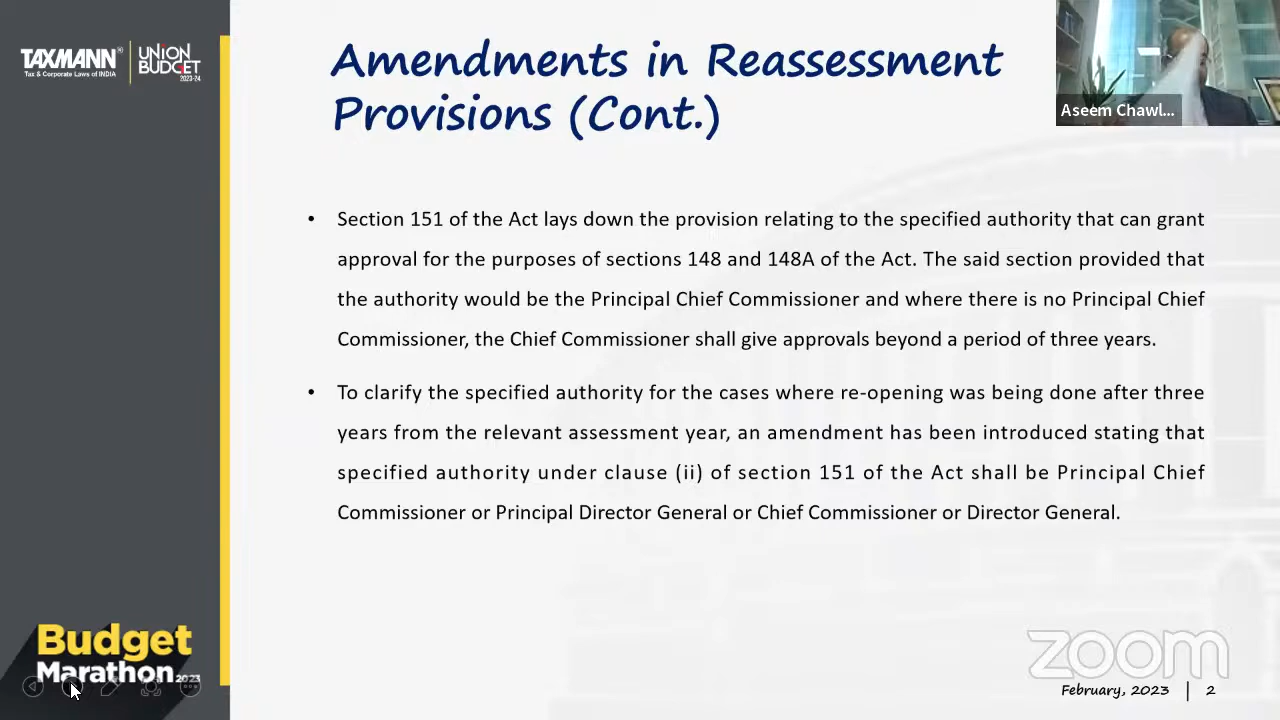 TAXMANN®
Tax & Corporate Laws of INDIA
UNION
BUDGET
2023-24
Amendments in Reassessment
Provisions (Cont.)
Aseem Chawl...
• Section 151 of the Act lays down the provision relating to the specified authority that can grant
approval for the purposes of sections 148 and 148A of the Act. The said section provided that
the authority would be the Principal Chief Commissioner and where there is no Principal Chief
Commissioner, the Chief Commissioner shall give approvals beyond a period of three years.
• To clarify the specified authority for the cases where re-opening was being done after three
years from the relevant assessment year, an amendment has been introduced stating that
specified authority under clause (ii) of section 151 of the Act shall be Principal Chief
Commissioner or Principal Director General or Chief Commissioner or Director General.
Budget
Marathon 2023
zoom
February, 2023 | 2